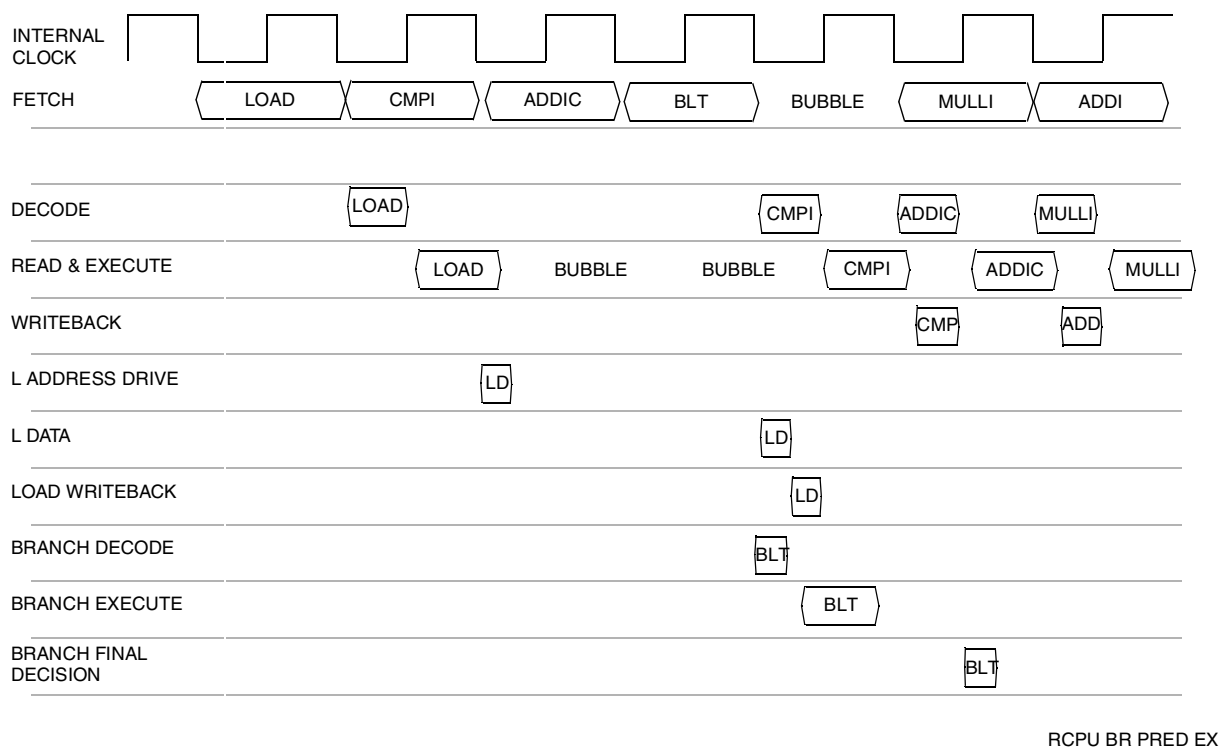 INTERNAL
CLOCK
FETCH LOAD CMPI ADDIC BLT BUBBLE MULLI ADDI
DECODE LOAD CMPI ADDIC MULLI
READ & EXECUTE LOAD BUBBLE BUBBLE CMPI ADDIC MULLI
WRITEBACK CMP ADD
L ADDRESS DRIVE LD
L DATA LD
LOAD WRITEBACK LD
BRANCH DECODE BLT
BRANCH EXECUTE BLT
BRANCH FINAL
DECISION BLT
RCPU BR PRED EX